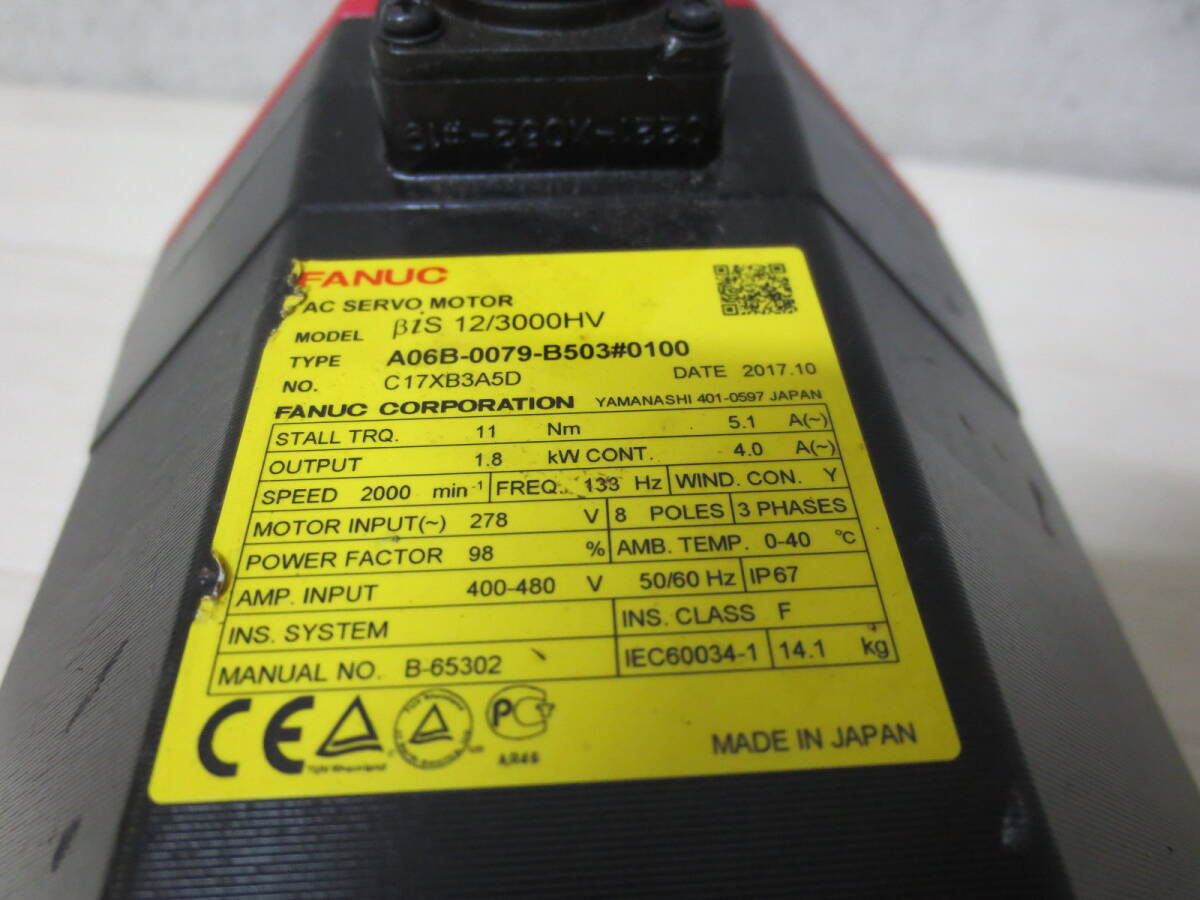 FANUC
AC SERVO MOTOR
MODEL βiS 12/3000HV
TYPE A06B-0079-B503#0100
NO. C17XB3A5D DATE 2017.10
FANUC CORPORATION YAMANASHI 401-0597 JAPAN
STALL TRQ. 11 Nm 5.1 A(~)
OUTPUT 1.8 kW CONT. 4.0 A(~)
SPEED 2000 min⁻¹ FREQ. 133 Hz WIND. CON. Y
MOTOR INPUT(~) 278 V 8 POLES 3 PHASES
POWER FACTOR 98 % AMB. TEMP. 0-40 °C
AMP. INPUT 400-480 V 50/60 Hz IP67
INS. SYSTEM INS. CLASS F
MANUAL NO. B-65302 IEC60034-1 14.1 kg
CE
TÜV Rheinland
MADE IN JAPAN